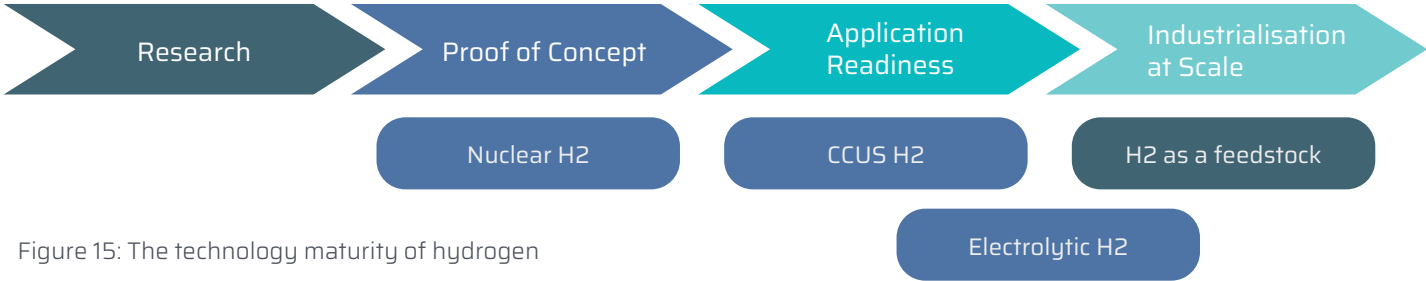 Research
Proof of Concept
Application
Readiness
Industrialisation
at Scale
Nuclear H2
CCUS H2
H2 as a feedstock
Electrolytic H2
Figure 15: The technology maturity of hydrogen